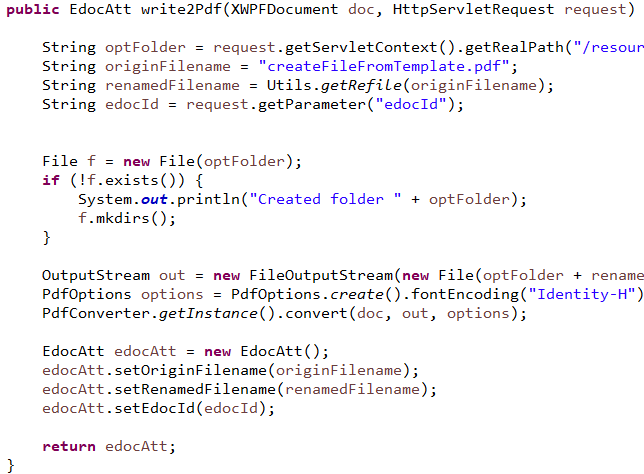 public EdocAtt write2Pdf(XWPFDocument doc, HttpServletRequest request)
String optFolder = request.getServletContext().getRealPath("/resour
String originFilename = "createFileFromTemplate.pdf";
String renamedFilename = Utils.getRefile(originFilename);
String edocId = request.getParameter("edocId");
File f = new File(optFolder);
if (!f.exists()) {
System.out.println("Created folder " + optFolder);
f.mkdirs();
}
OutputStream out = new FileOutputStream(new File(optFolder + rename
PdfOptions options = PdfOptions.create().fontEncoding("Identity-H")
PdfConverter.getInstance().convert(doc, out, options);
EdocAtt edocAtt = new EdocAtt();
edocAtt.setOriginFilename(originFilename);
edocAtt.setRenamedFilename(renamedFilename);
edocAtt.setEdocId(edocId);
return edocAtt;
}